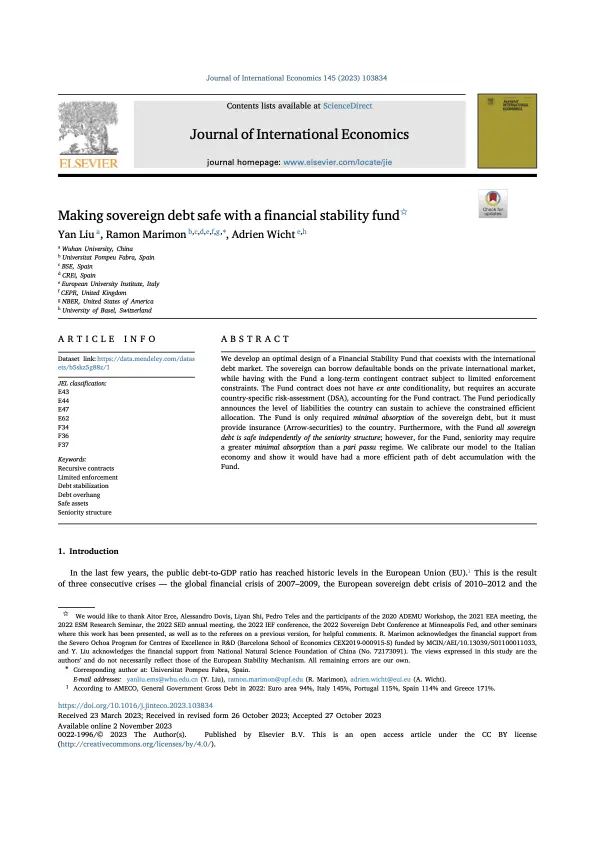 Journal of International Economics 145 (2023) 103834
Contents lists available at ScienceDirect
Journal of International Economics
journal homepage: www.elsevier.com/locate/jie
ELSEVIER
JOURNAL OF
INTERNATIONAL
ECONOMICS
Check for
updates
Making sovereign debt safe with a financial stability fund☆
Yan Liu a, Ramon Marimon b,c,d,e,f,g,*, Adrien Wicht e,h
a Wuhan University, China
b Universitat Pompeu Fabra, Spain
c BSE, Spain
d CREi, Spain
e European University Institute, Italy
f CEPR, United Kingdom
g NBER, United States of America
h University of Basel, Switzerland
ARTICLE INFO
Dataset link: https://data.mendeley.com/datas
ets/b5skz5g88z/1
JEL classification:
E43
E44
E47
E62
F34
F36
F37
Keywords:
Recursive contracts
Limited enforcement
Debt stabilization
Debt overhang
Safe assets
Seniority structure
ABSTRACT
We develop an optimal design of a Financial Stability Fund that coexists with the international
debt market. The sovereign can borrow defaultable bonds on the private international market,
while having with the Fund a long-term contingent contract subject to limited enforcement
constraints. The Fund contract does not have ex ante conditionality, but requires an accurate
country-specific risk-assessment (DSA), accounting for the Fund contract. The Fund periodically
announces the level of liabilities the country can sustain to achieve the constrained efficient
allocation. The Fund is only required minimal absorption of the sovereign debt, but it must
provide insurance (Arrow-securities) to the country. Furthermore, with the Fund all sovereign
debt is safe independently of the seniority structure; however, for the Fund, seniority may require
a greater minimal absorption than a pari passu regime. We calibrate our model to the Italian
economy and show it would have had a more efficient path of debt accumulation with the
Fund.
1. Introduction
In the last few years, the public debt-to-GDP ratio has reached historic levels in the European Union (EU).1 This is the result
of three consecutive crises — the global financial crisis of 2007–2009, the European sovereign debt crisis of 2010–2012 and the
☆ We would like to thank Aitor Erce, Alessandro Dovis, Liyan Shi, Pedro Teles and the participants of the 2020 ADEMU Workshop, the 2021 EEA meeting, the
2022 ESM Research Seminar, the 2022 SED annual meeting, the 2022 IEF conference, the 2022 Sovereign Debt Conference at Minneapolis Fed, and other seminars
where this work has been presented, as well as to the referees on a previous version, for helpful comments. R. Marimon acknowledges the financial support from
the Severo Ochoa Program for Centres of Excellence in R&D (Barcelona School of Economics CEX2019-000915-S) funded by MCIN/AEI/10.13039/501100011033,
and Y. Liu acknowledges the financial support from National Natural Science Foundation of China (No. 72173091). The views expressed in this study are the
authors' and do not necessarily reflect those of the European Stability Mechanism. All remaining errors are our own.
* Corresponding author at: Universitat Pompeu Fabra, Spain.
E-mail addresses: yanliu.ems@whu.edu.cn (Y. Liu), ramon.marimon@upf.edu (R. Marimon), adrien.wicht@eui.eu (A. Wicht).
1 According to AMECO, General Government Gross Debt in 2022: Euro area 94%, Italy 145%, Portugal 115%, Spain 114% and Greece 171%.
https://doi.org/10.1016/j.jinteco.2023.103834
Received 23 March 2023; Received in revised form 26 October 2023; Accepted 27 October 2023
Available online 2 November 2023
0022-1996/© 2023 The Author(s). Published by Elsevier B.V. This is an open access article under the CC BY license
(http://creativecommons.org/licenses/by/4.0/).